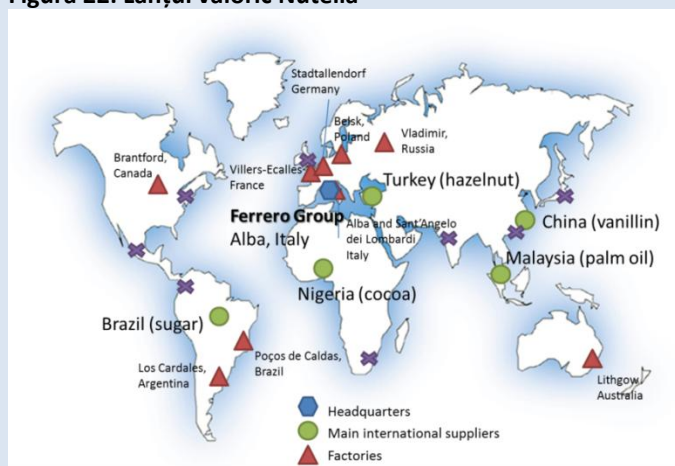 Figura 22. Lanțul valoric Nutella
Stadtallendorf
Germany
Belsk,
Poland
Vladimir,
Russia
Brantford,
Canada
Villers-Ecalles-
France
Turkey (hazelnut)
Ferrero Group
Alba, Italy
Alba and Sant'Angelo
dei Lombardi
Italy
China (vanillin)
Malaysia (palm oil)
Nigeria (cocoa)
Brazil (sugar)
Poços de Caldas,
Brazil
Los Cardales,
Argentina
Lithgow,
Australia
Headquarters
Main international suppliers
Factories